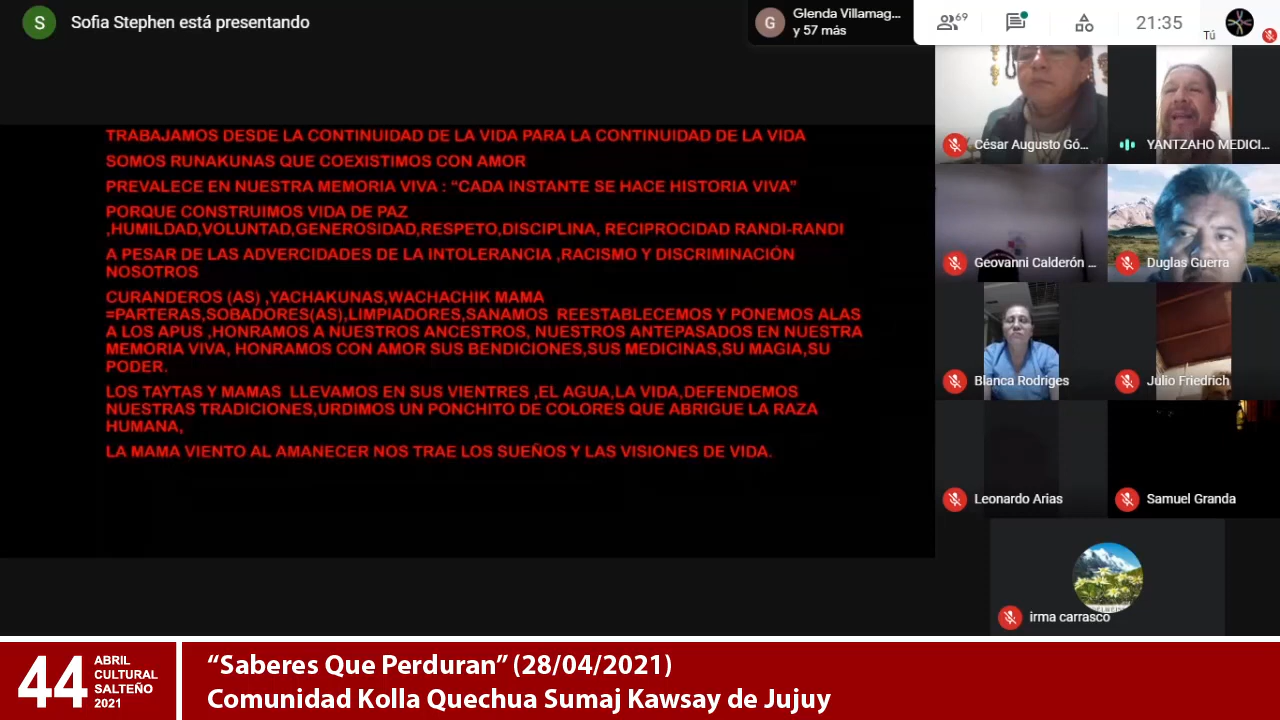 S
Sofia Stephen está presentando
G
Glenda Villamag...
y 57 más
69
21:35
Tú
TRABAJAMOS DESDE LA CONTINUIDAD DE LA VIDA PARA LA CONTINUIDAD DE LA VIDA
SOMOS RUNAKUNAS QUE COEXISTIMOS CON AMOR
PREVALECE EN NUESTRA MEMORIA VIVA : “CADA INSTANTE SE HACE HISTORIA VIVA”
PORQUE CONSTRUIMOS VIDA DE PAZ
,HUMILDAD,VOLUNTAD,GENEROSIDAD,RESPETO,DISCIPLINA, RECIPROCIDAD RANDI-RANDI
A PESAR DE LAS ADVERCIDADES DE LA INTOLERANCIA ,RACISMO Y DISCRIMINACIÓN
NOSOTROS
CURANDEROS (AS) ,YACHAKUNAS,WACHACHIK MAMA
=PARTERAS,SOBADORES(AS),LIMPIADORES,SANAMOS  REESTABLECEMOS Y PONEMOS ALAS
A LOS APUS ,HONRAMOS A NUESTROS ANCESTROS, NUESTROS ANTEPASADOS EN NUESTRA
MEMORIA VIVA, HONRAMOS CON AMOR SUS BENDICIONES,SUS MEDICINAS,SU MAGIA,SU
PODER.
LOS TAYTAS Y MAMAS  LLEVAMOS EN SUS VIENTRES ,EL AGUA,LA VIDA,DEFENDEMOS
NUESTRAS TRADICIONES,URDIMOS UN PONCHITO DE COLORES QUE ABRIGUE LA RAZA
HUMANA,
LA MAMA VIENTO AL AMANECER NOS TRAE LOS SUEÑOS Y LAS VISIONES DE VIDA.
César Augusto Gó...
YANTZAHO MEDICI...
Geovanni Calderón ...
Duglas Guerra
Blanca Rodriges
Julio Friedrich
Leonardo Arias
Samuel Granda
irma carrasco
44
ABRIL
CULTURAL
SALTEÑO
2021
“Saberes Que Perduran” (28/04/2021)
Comunidad Kolla Quechua Sumaj Kawsay de Jujuy